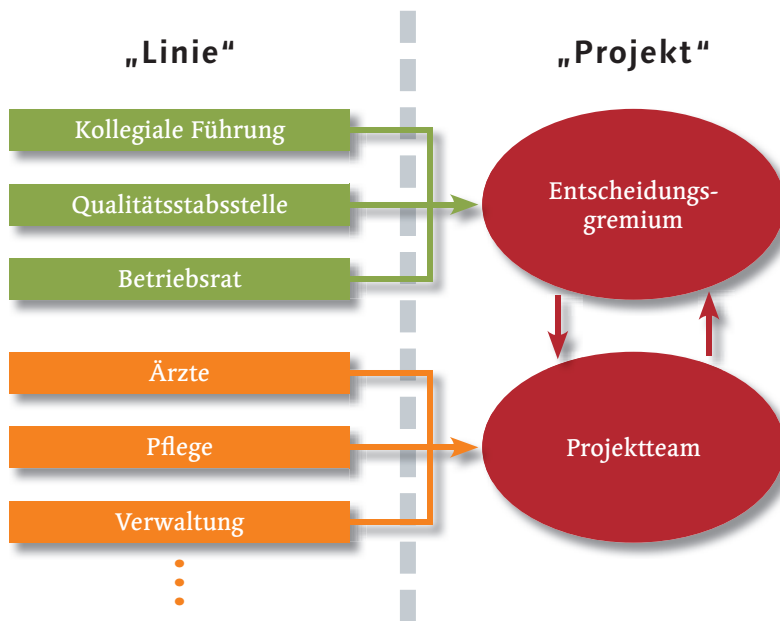 „Linie“
„Projekt“
Kollegiale Führung
Qualitätsstabsstelle
Betriebsrat
Entscheidungs-
gremium
Ärzte
Pflege
Verwaltung
Projektteam